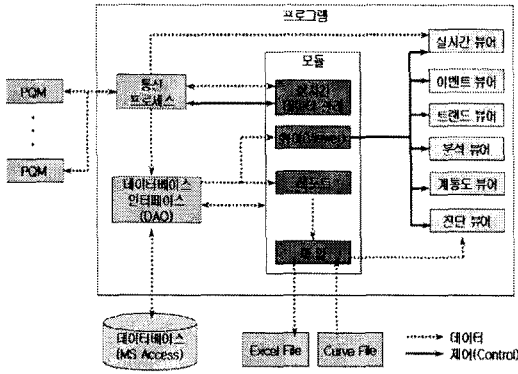 프로그램
모듈
PQM
PQM
통신
프로세스
데이터베이스
인터페이스
(DAO)
뷰어(Viewer)
실시간 뷰어
이벤트 뷰어
트랜드 뷰어
분석 뷰어
계통도 뷰어
진단 뷰어
데이터베이스
(MS Access)
Excel File
Curve File
데이터
제어(Control)